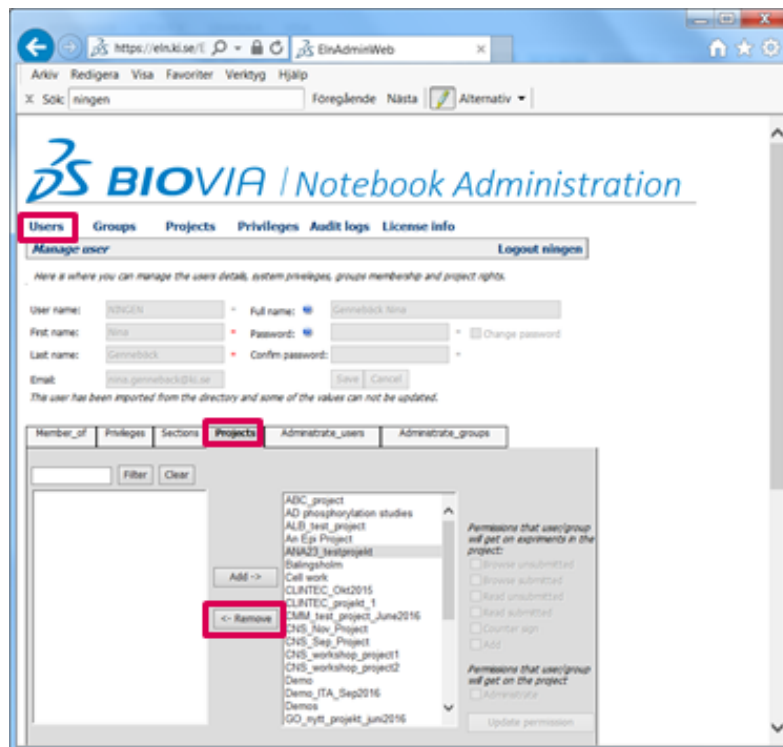 https://eln.ki.se/E
ElnAdminWeb
Arkiv Redigera Visa Favoriter Verktyg Hjälp
X Sök: ningen Föregående Nästa Alternativ
BIOVIA | Notebook Administration
Users Groups Projects Privileges Audit logs License info
Manage user Logout ningen
Here is where you can manage the users details, system privileges, groups membership and project rights.
User name: NINGEN * Full name: Genneböck Nina
First name: Nina * Password: * Change password
Last name: Genneböck * Confim password: *
Email: nina.genneback@ki.se Save Cancel
The user has been imported from the directory and some of the values can not be updated.
Member_of Privileges Sections Projects Administrate_users Administrate_groups
Filter Clear
ABC_project
AD phosphorylation studies
ALB_test_project
An Epi Project
ANA23_testprojekt
Balingsholm
Cell work
CLINTEC_Okt2015
CLINTEC_projekt_1
CMM_test_project_June2016
CNS_Nov_Project
CNS_Sep_Project
CNS_workshop_project1
CNS_workshop_project2
Demo
Demo_ITA_Sep2016
Demos
GO_nytt_projekt_juni2016
Add ->
<- Remove
Permissions that user/group
will get on expriments in the
project:
Browse unsubmitted
Browse submitted
Read unsubmitted
Read submitted
Counter sign
Add
Permissions that user/group
will get on the project
Administrate
Update permission